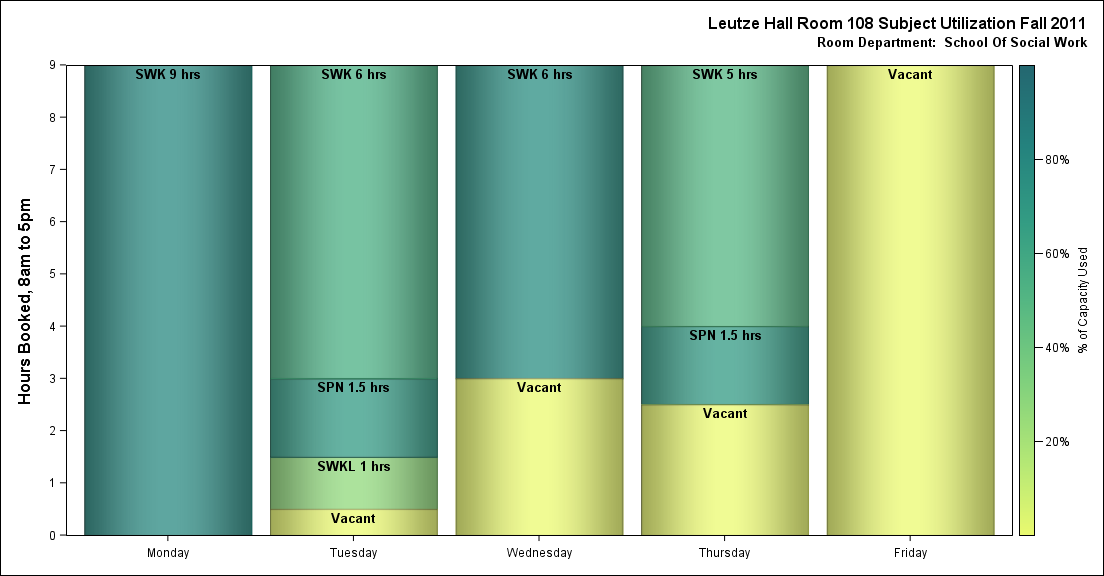 Leutze Hall Room 108 Subject Utilization Fall 2011
Room Department:  School Of Social Work
Hours Booked, 8am to 5pm
9
8
7
6
5
4
3
2
1
0
SWK 9 hrs
SWK 6 hrs
SPN 1.5 hrs
SWKL 1 hrs
Vacant
SWK 6 hrs
Vacant
SWK 5 hrs
SPN 1.5 hrs
Vacant
Vacant
Monday
Tuesday
Wednesday
Thursday
Friday
80%
60%
40%
20%
% of Capacity Used